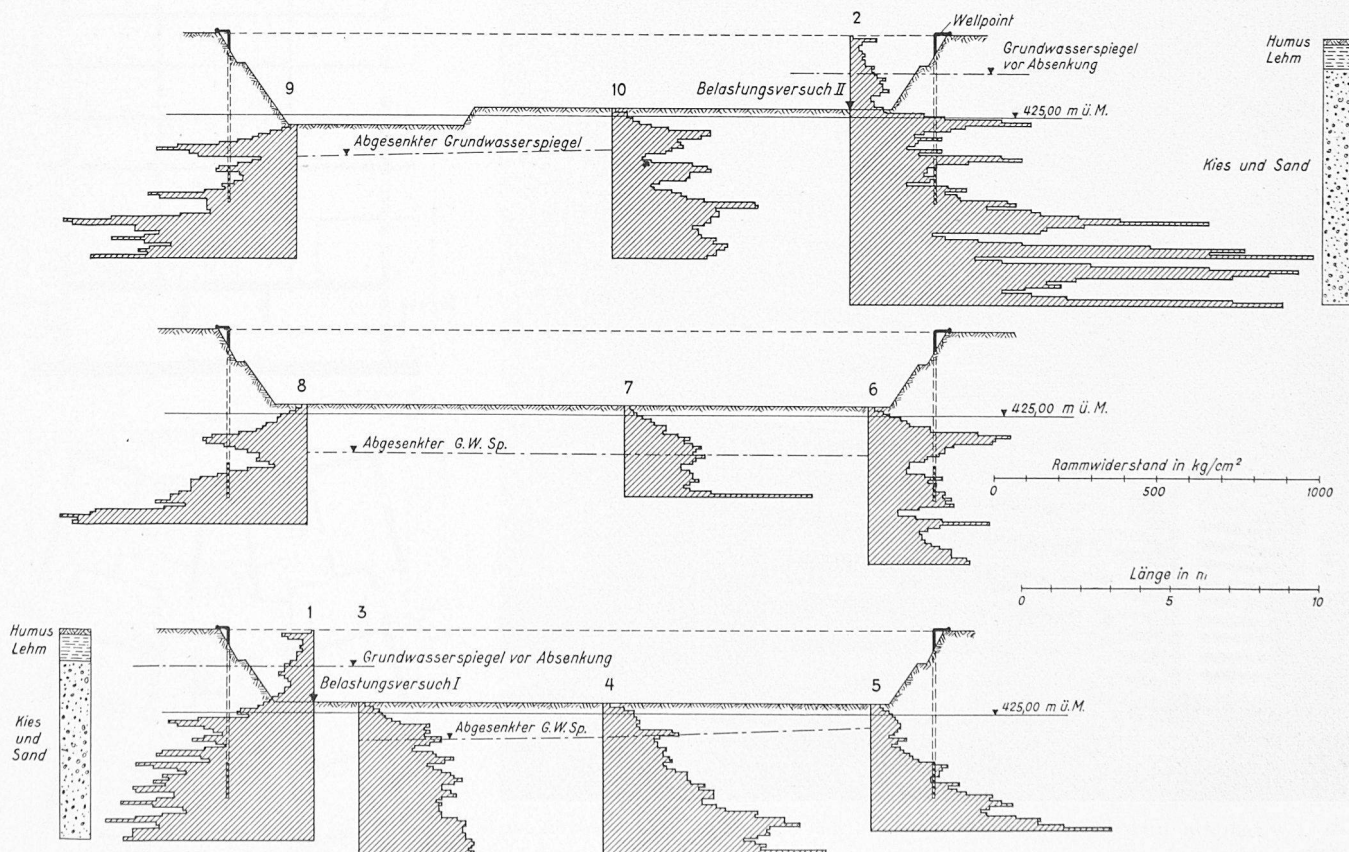 2
Wellpoint
Grundwasserspiegel
vor Absenkung
Humus
Lehm
9
10
Belastungsversuch II
425,00 m ü. M.
Abgesenkter Grundwasserspiegel
Kies und Sand
8
7
6
425,00 m ü. M.
Abgesenkter G.W. Sp.
Rammwiderstand in kg/cm²
0 500 1000
Länge in m
0 5 10
1
3
Humus
Lehm
Grundwasserspiegel vor Absenkung
Belastungsversuch I
4
5
425,00 m ü. M.
Kies
und
Sand
Abgesenkter G.W. Sp.